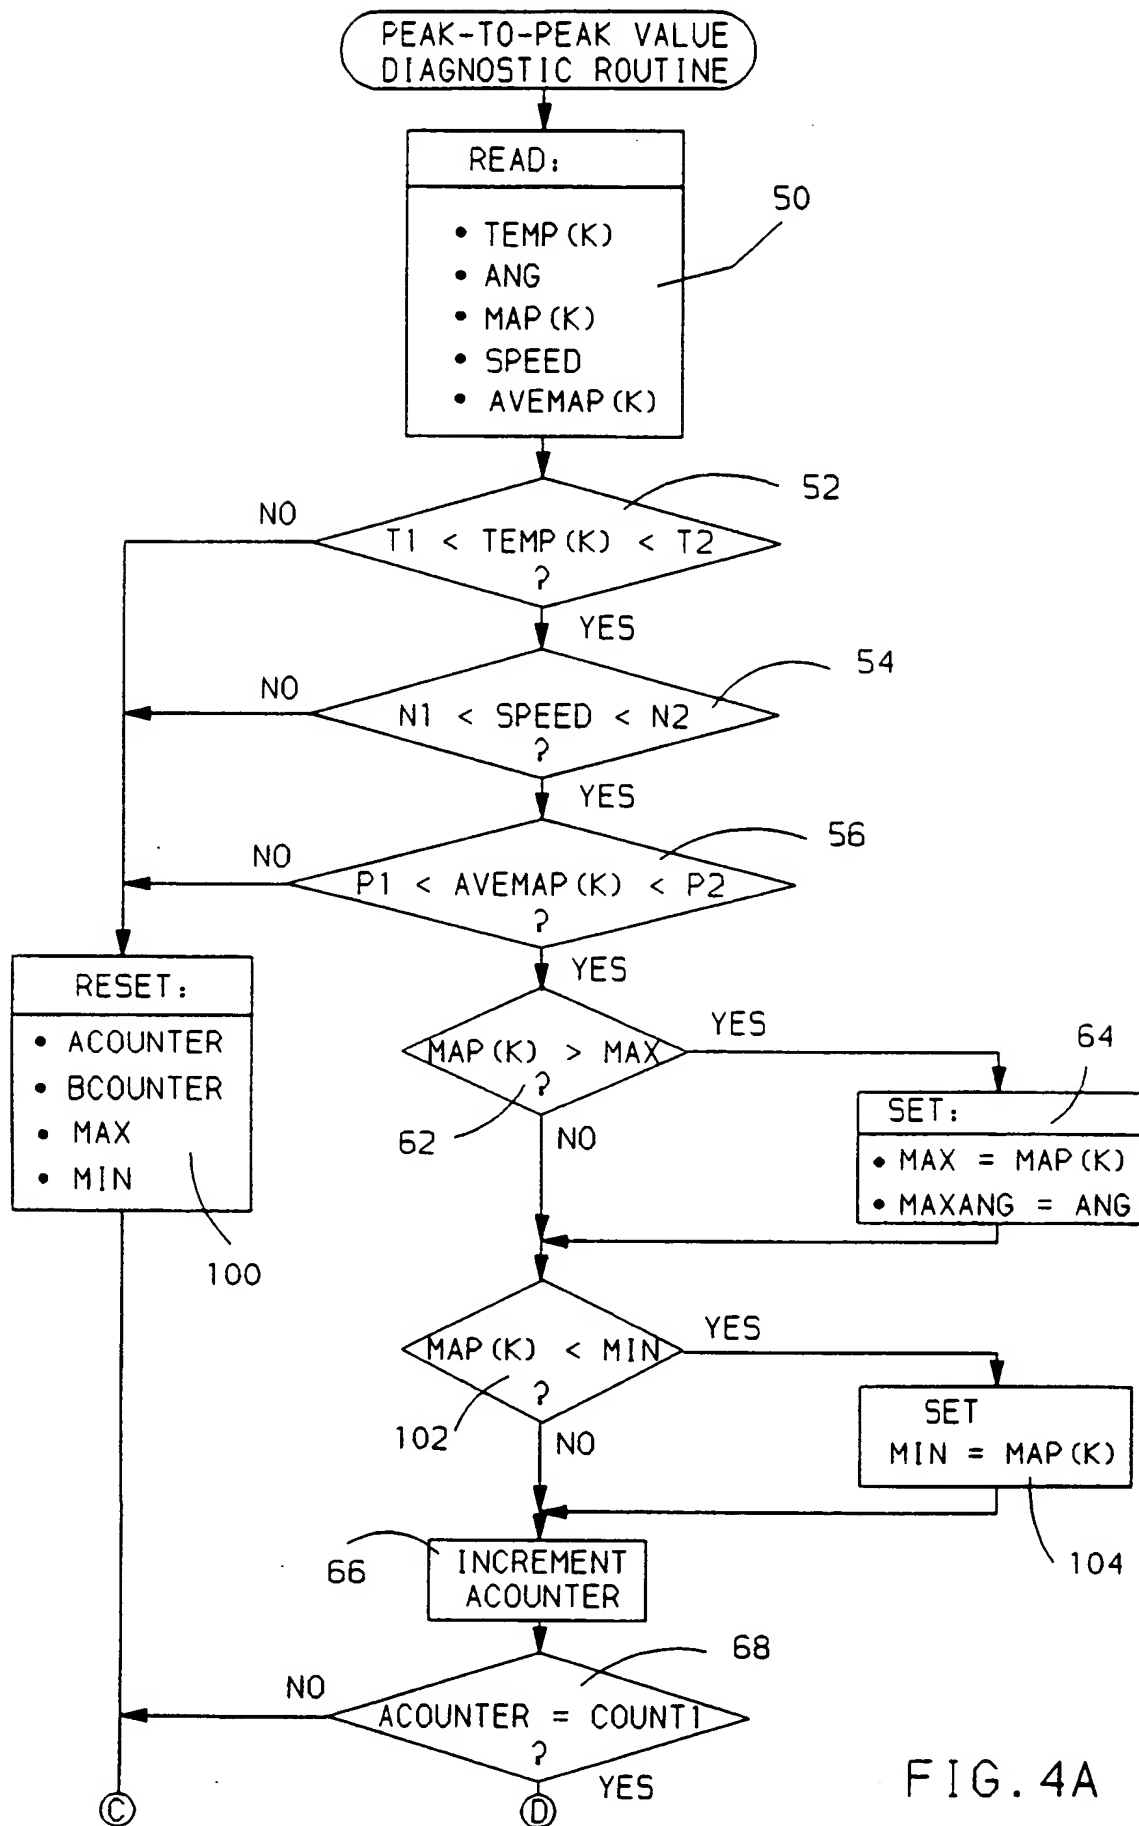 PEAK-TO-PEAK VALUE
DIAGNOSTIC ROUTINE
READ:
• TEMP(K)
• ANG
• MAP(K)
• SPEED
• AVEMAP(K)
50
T1 < TEMP(K) < T2
?
52
NO
YES
N1 < SPEED < N2
?
54
NO
YES
P1 < AVEMAP(K) < P2
?
56
NO
YES
RESET:
• ACOUNTER
• BCOUNTER
• MAX
• MIN
100
MAP(K) > MAX
?
62
YES
NO
64
SET:
• MAX = MAP(K)
• MAXANG = ANG
MAP(K) < MIN
?
102
YES
NO
SET
MIN = MAP(K)
104
66
INCREMENT
ACOUNTER
68
NO
ACOUNTER = COUNT1
?
YES
C
D
FIG. 4A